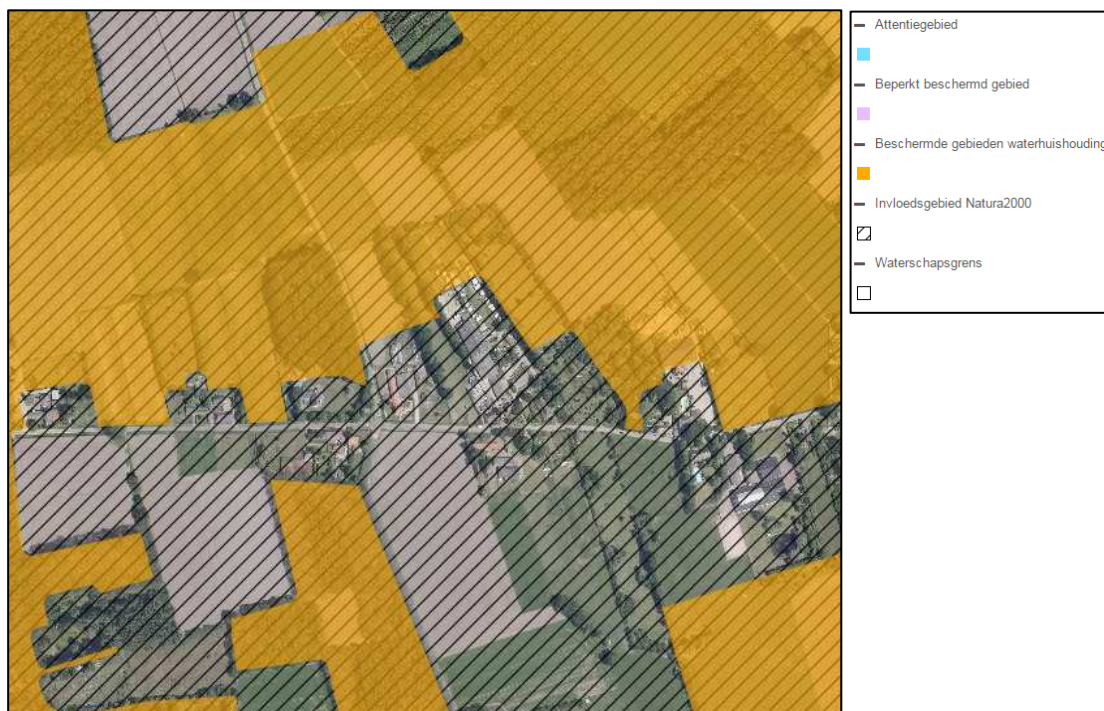 Attentiegebied
Beperkt beschermd gebied
Beschermde gebieden waterhuishouding
Invloedsgebied Natura2000
Waterschapsgrens